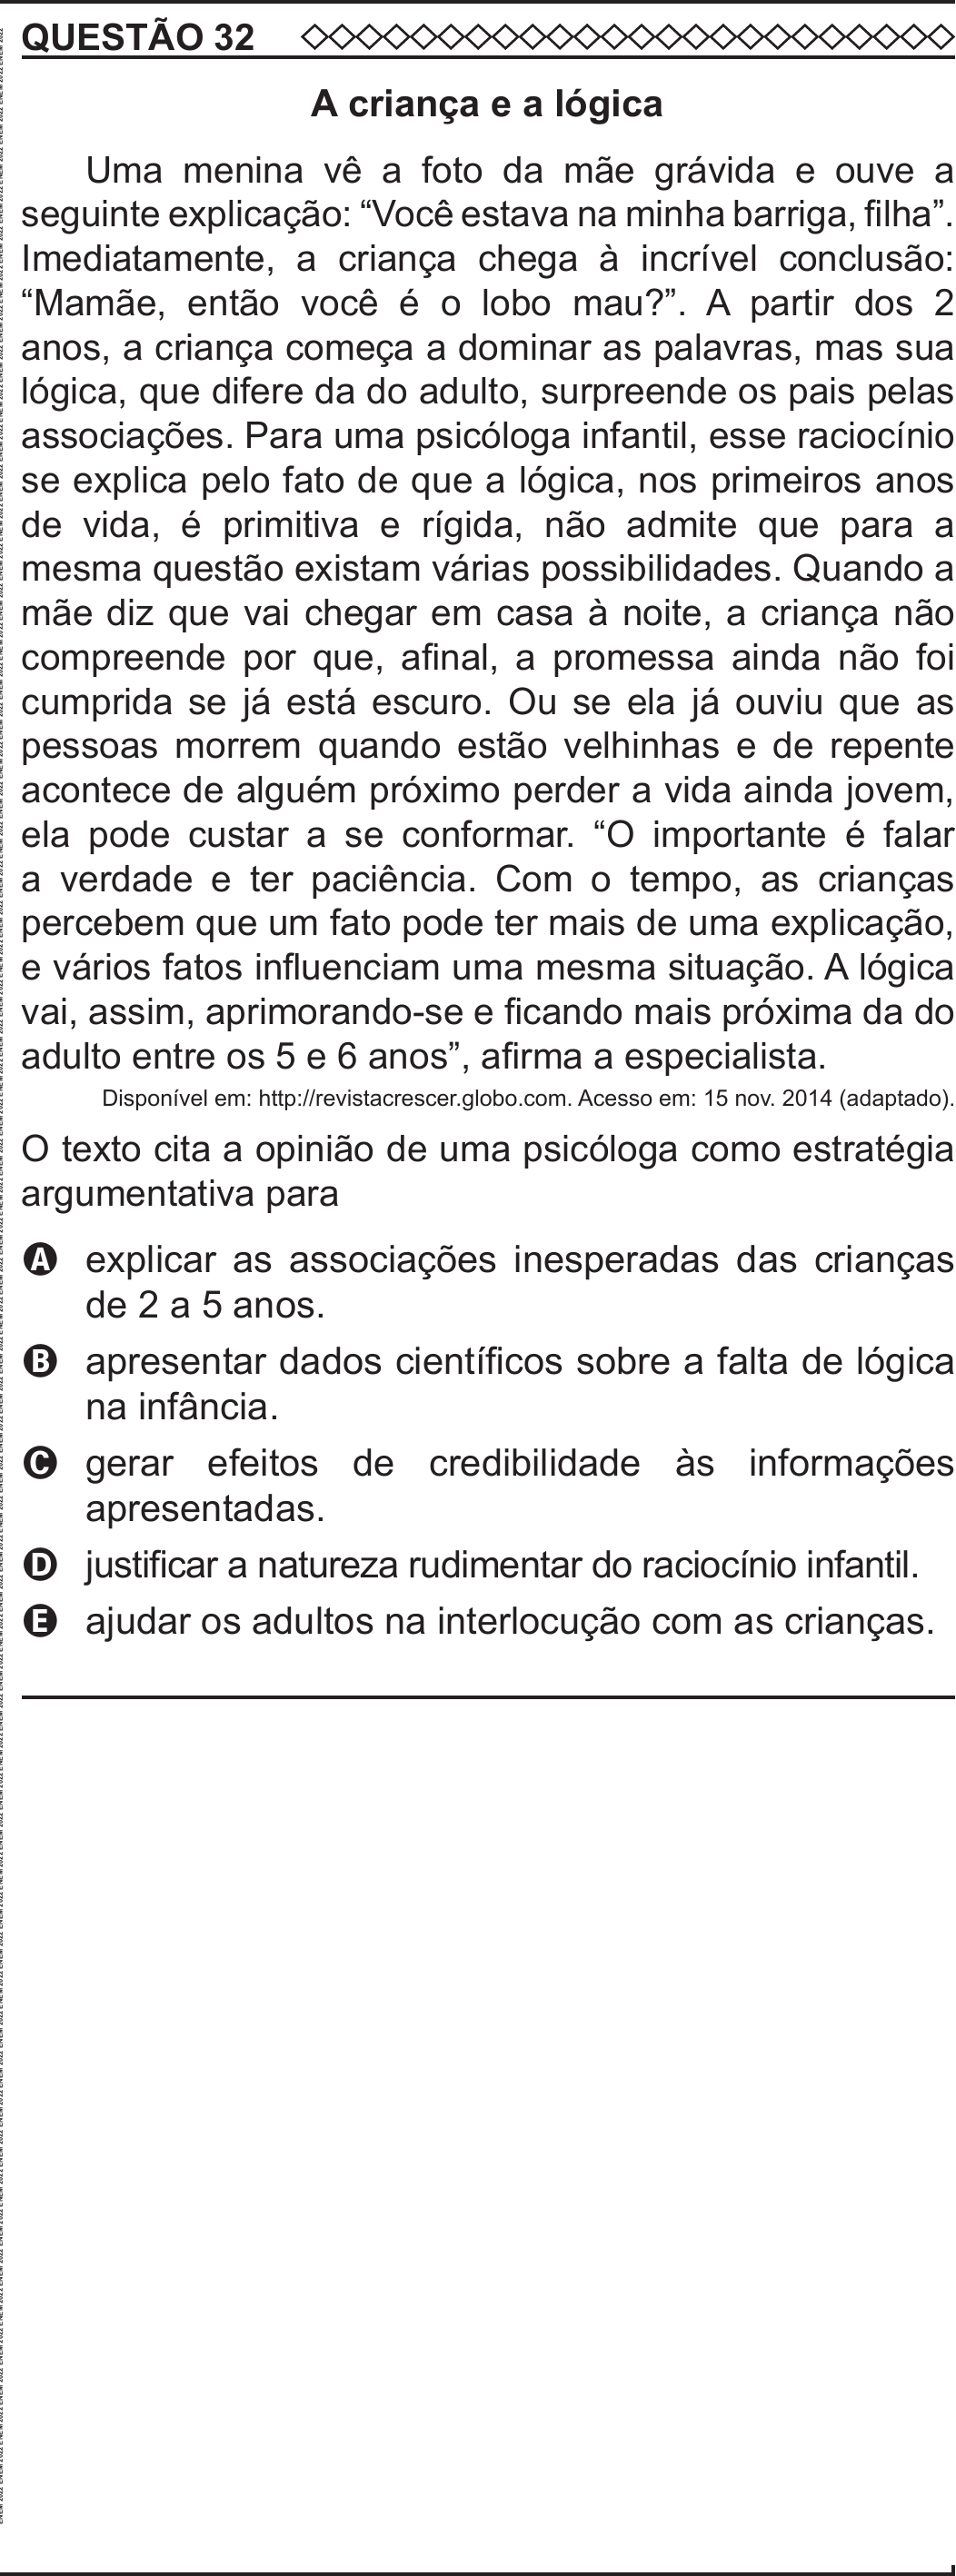 QUESTÃO 32
A criança e a lógica
Uma menina vê a foto da mãe grávida e ouve a
seguinte explicação: “Você estava na minha barriga, filha”.
Imediatamente, a criança chega à incrível conclusão:
“Mamãe, então você é o lobo mau?”. A partir dos 2
anos, a criança começa a dominar as palavras, mas sua
lógica, que difere da do adulto, surpreende os pais pelas
associações. Para uma psicóloga infantil, esse raciocínio
se explica pelo fato de que a lógica, nos primeiros anos
de vida, é primitiva e rígida, não admite que para a
mesma questão existam várias possibilidades. Quando a
mãe diz que vai chegar em casa à noite, a criança não
compreende por que, afinal, a promessa ainda não foi
cumprida se já está escuro. Ou se ela já ouviu que as
pessoas morrem quando estão velhinhas e de repente
acontece de alguém próximo perder a vida ainda jovem,
ela pode custar a se conformar. “O importante é falar
a verdade e ter paciência. Com o tempo, as crianças
percebem que um fato pode ter mais de uma explicação,
e vários fatos influenciam uma mesma situação. A lógica
vai, assim, aprimorando-se e ficando mais próxima da do
adulto entre os 5 e 6 anos”, afirma a especialista.
Disponível em: http://revistacrescer.globo.com. Acesso em: 15 nov. 2014 (adaptado).
O texto cita a opinião de uma psicóloga como estratégia
argumentativa para
A explicar as associações inesperadas das crianças
de 2 a 5 anos.
B apresentar dados científicos sobre a falta de lógica
na infância.
C gerar efeitos de credibilidade às informações
apresentadas.
D justificar a natureza rudimentar do raciocínio infantil.
E ajudar os adultos na interlocução com as crianças.